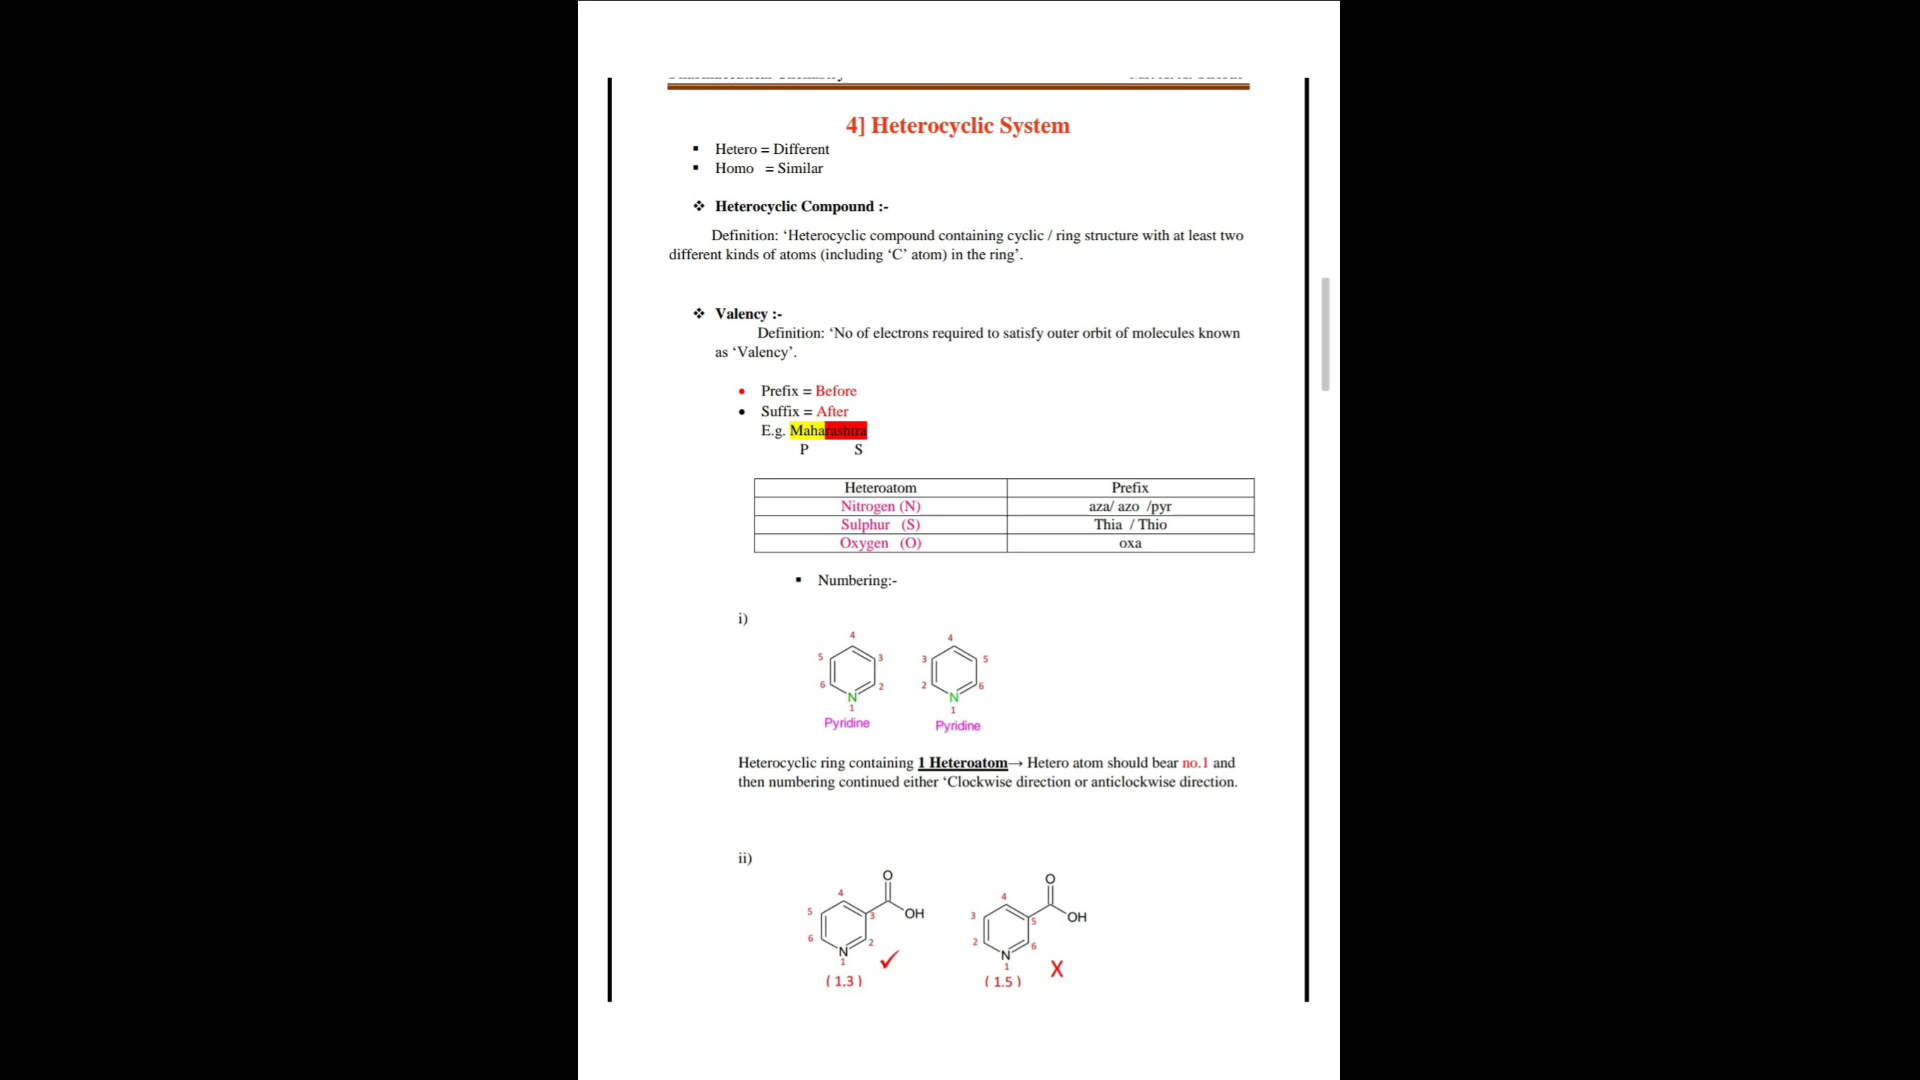 4] Heterocyclic System
▪ Hetero = Different
▪ Homo = Similar
❖ Heterocyclic Compound :-
Definition: ‘Heterocyclic compound containing cyclic / ring structure with at least two
different kinds of atoms (including ‘C’ atom) in the ring’.
❖ Valency :-
Definition: ‘No of electrons required to satisfy outer orbit of molecules known
as ‘Valency’.
• Prefix = Before
• Suffix = After
E.g. Maharashtra
P S
Heteroatom Prefix
Nitrogen (N) aza/ azo /pyr
Sulphur (S) Thia / Thio
Oxygen (O) oxa
▪ Numbering:-
i)
4 4
5 3 3 5
6 2 2 6
N N
1 1
Pyridine Pyridine
Heterocyclic ring containing 1 Heteroatom→ Hetero atom should bear no.1 and
then numbering continued either ‘Clockwise direction or anticlockwise direction.
ii)
O O
4 4
5 3 OH 3 5 OH
6 2 2 6
N N
1 1
✓ X
( 1,3 ) ( 1.5 )